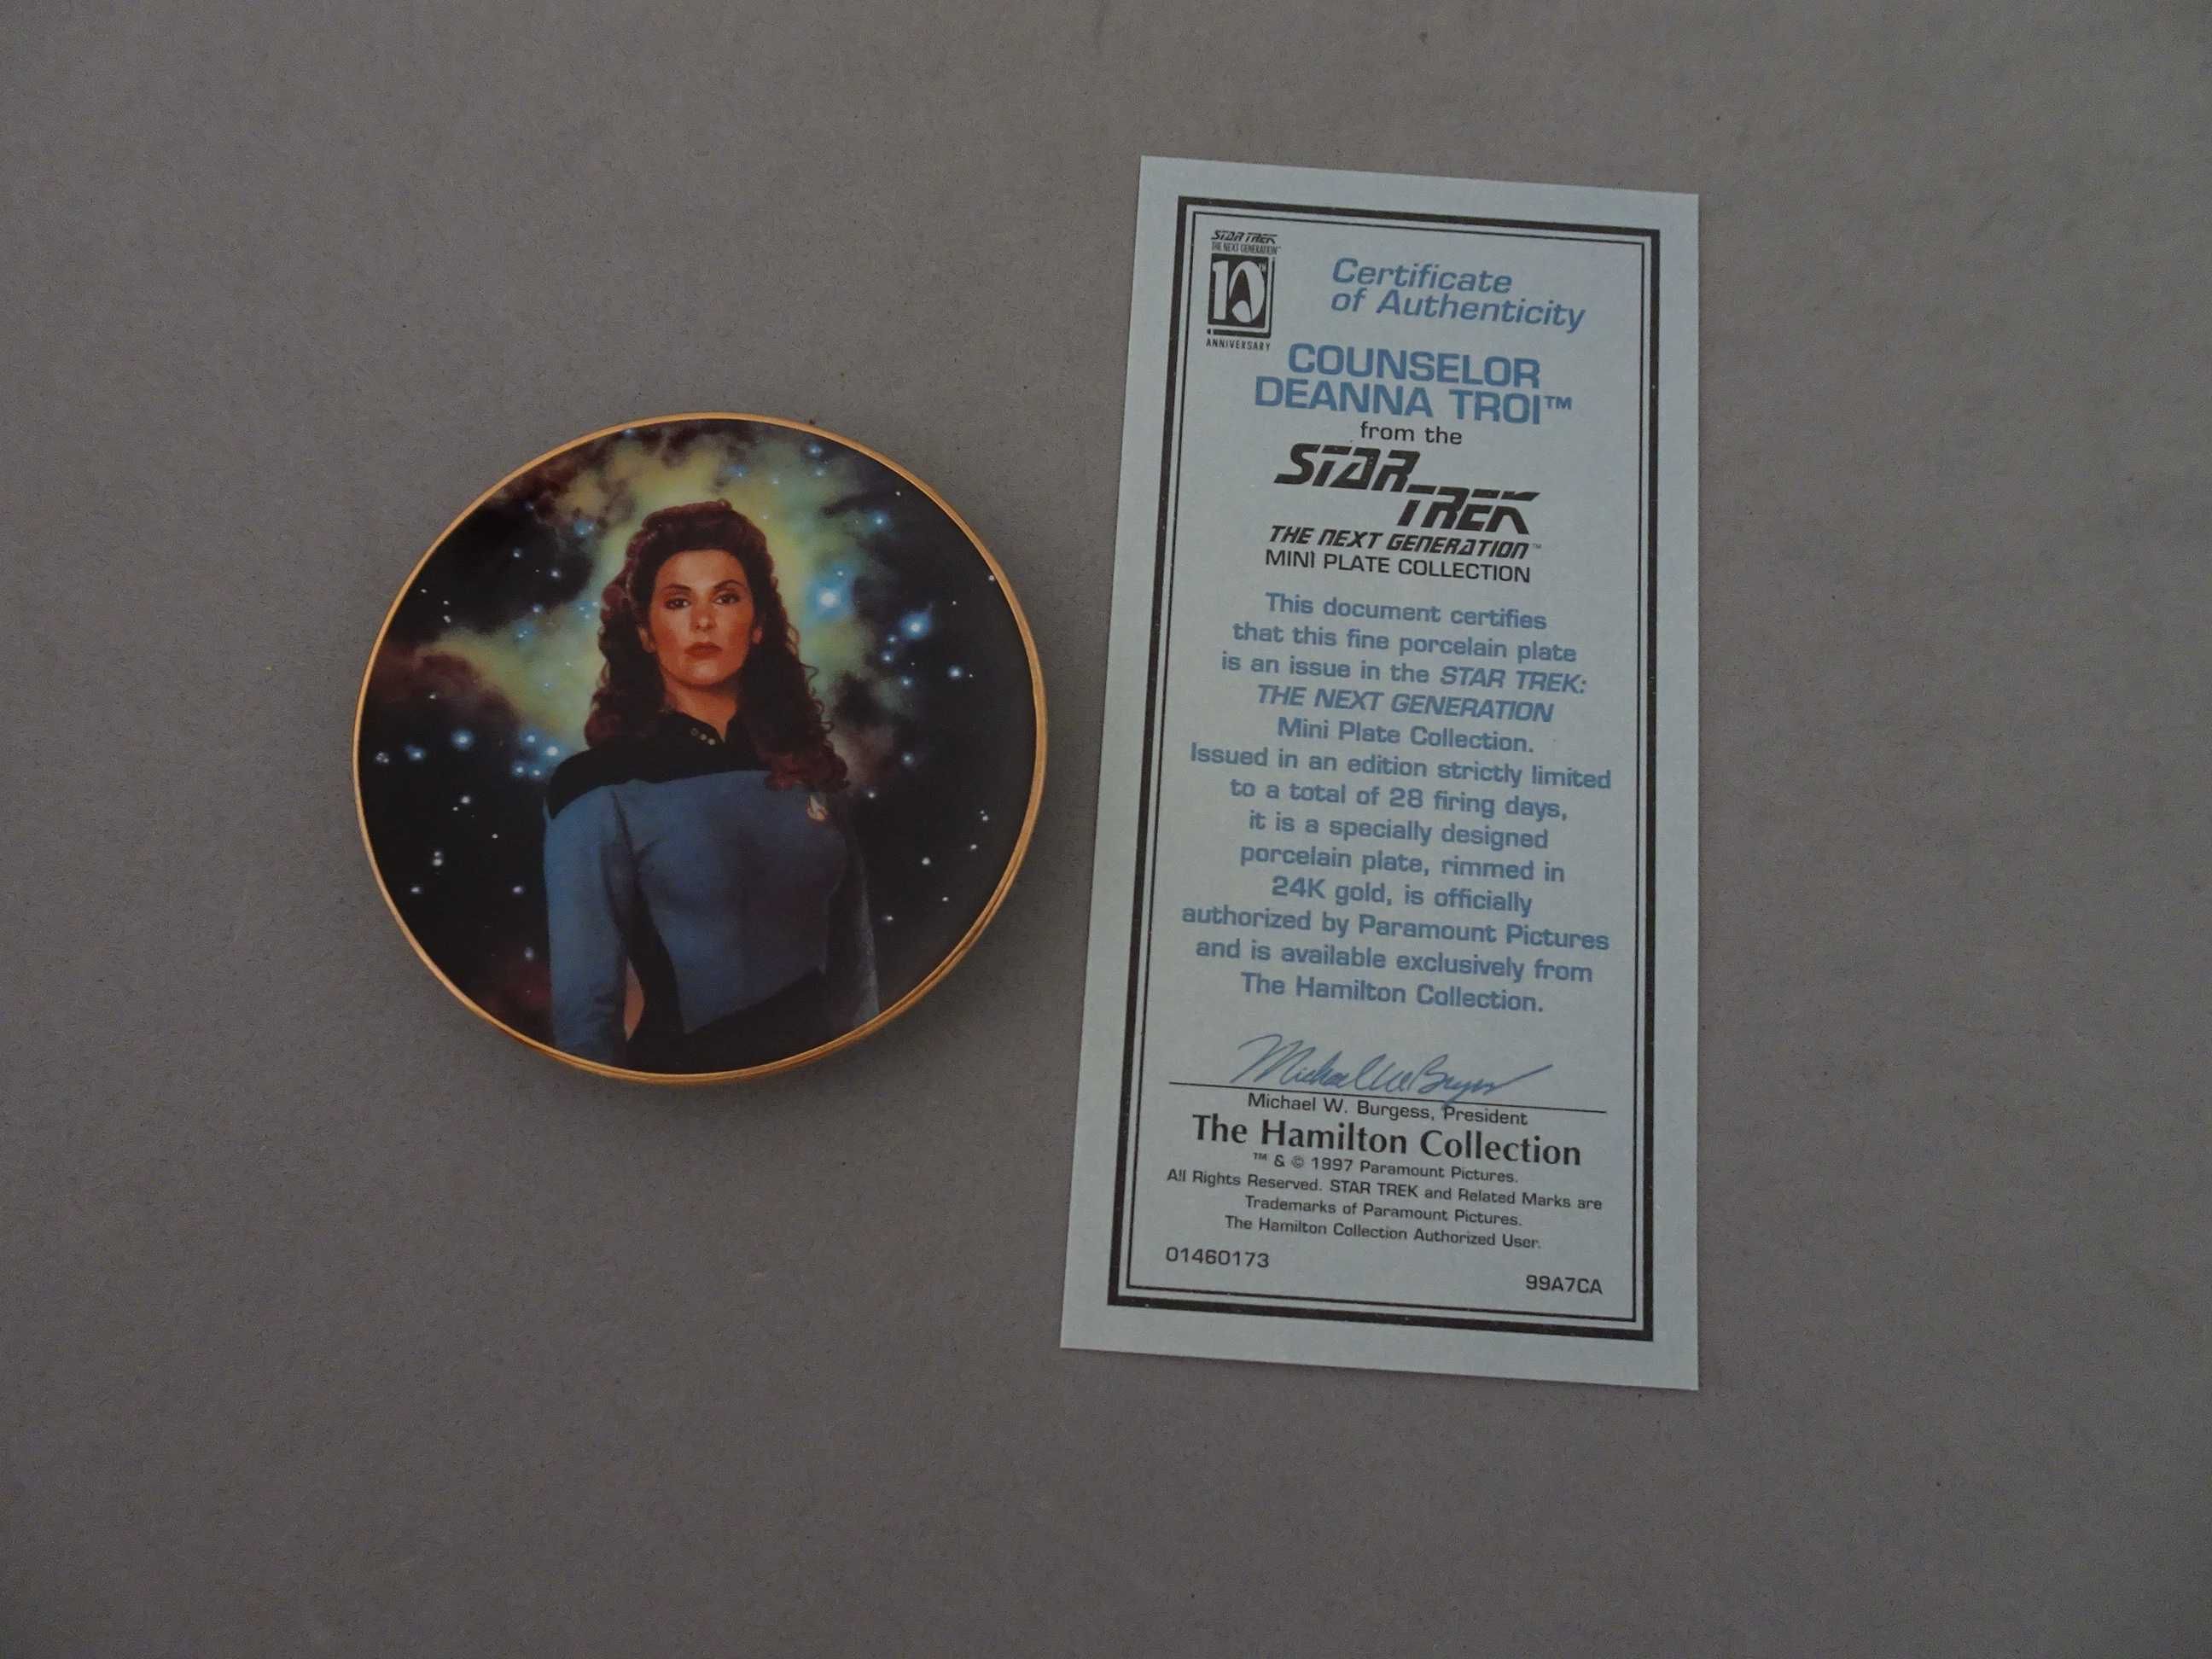 STAR TREK
THE NEXT GENERATION™
10TH
ANNIVERSARY
Certificate
of Authenticity
COUNSELOR
DEANNA TROI™
from the
STAR
TREK
THE NEXT GENERATION™
MINI PLATE COLLECTION
This document certifies
that this fine porcelain plate
is an issue in the STAR TREK:
THE NEXT GENERATION
Mini Plate Collection.
Issued in an edition strictly limited
to a total of 28 firing days,
it is a specially designed
porcelain plate, rimmed in
24K gold, is officially
authorized by Paramount Pictures
and is available exclusively from
The Hamilton Collection.
Michael W. Burgess
Michael W. Burgess, President
The Hamilton Collection
™ & © 1997 Paramount Pictures.
All Rights Reserved. STAR TREK and Related Marks are
Trademarks of Paramount Pictures.
The Hamilton Collection Authorized User.
01460173
99A7CA